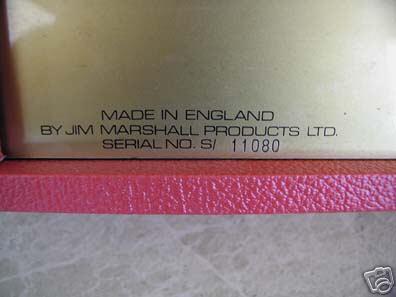 MADE IN ENGLAND
BY JIM MARSHALL PRODUCTS LTD.
SERIAL NO. S/ 11080